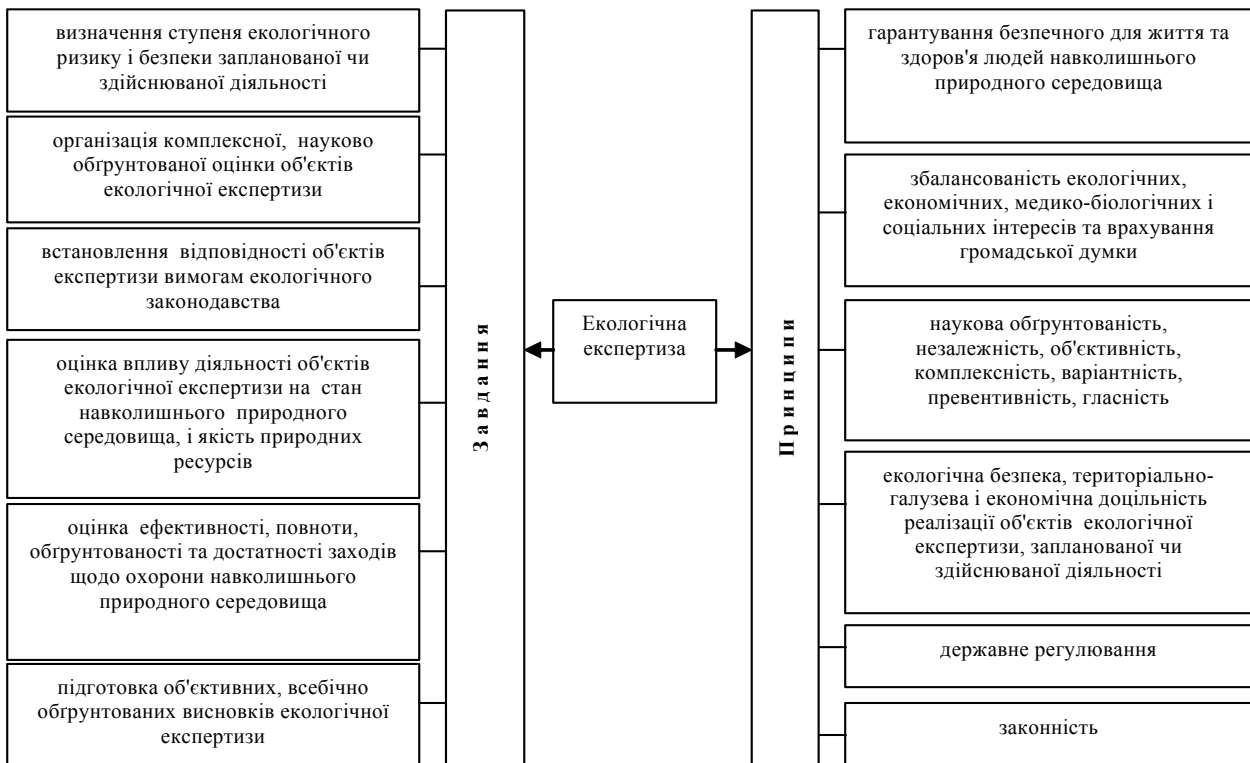 визначення ступеня екологічного
ризику і безпеки запланованої чи
здійснюваної діяльності
організація комплексної, науково
обґрунтованої оцінки об'єктів
екологічної експертизи
встановлення відповідності об'єктів
експертизи вимогам екологічного
законодавства
оцінка впливу діяльності об'єктів
екологічної експертизи на стан
навколишнього природного
середовища, і якість природних
ресурсів
оцінка ефективності, повноти,
обґрунтованості та достатності заходів
щодо охорони навколишнього
природного середовища
підготовка об'єктивних, всебічно
обґрунтованих висновків екологічної
експертизи
Завдання
Екологічна
експертиза
Принципи
гарантування безпечного для життя та
здоров'я людей навколишнього
природного середовища
збалансованість екологічних,
економічних, медико-біологічних і
соціальних інтересів та врахування
громадської думки
наукова обґрунтованість,
незалежність, об'єктивність,
комплексність, варіантність,
превентивність, гласність
екологічна безпека, територіально-
галузева і економічна доцільність
реалізації об'єктів екологічної
експертизи, запланованої чи
здійснюваної діяльності
державне регулювання
законність